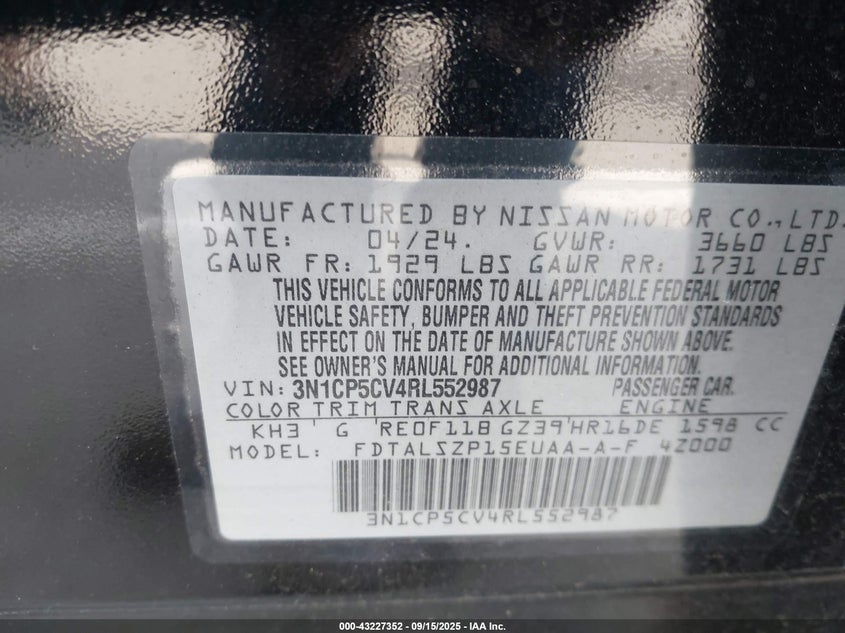 MANUFACTURED BY NISSAN MOTOR CO., LTD.
DATE: 04/24. GVWR: 3660 LBS
GAWR FR: 1929 LBS GAWR RR: 1731 LBS
THIS VEHICLE CONFORMS TO ALL APPLICABLE FEDERAL MOTOR
VEHICLE SAFETY, BUMPER AND THEFT PREVENTION STANDARDS
IN EFFECT ON THE DATE OF MANUFACTURE SHOWN ABOVE.
SEE OWNER'S MANUAL FOR ADDITIONAL INFORMATION.
VIN: 3N1CP5CV4RL552987 PASSENGER CAR.
COLOR TRIM TRANS AXLE ENGINE
KH3 G RE0F11B GZ39 HR16DE 1598 CC
MODEL: FDTALSZP15EUAA-A-F 4Z000
3N1CP5CV4RL552987
000-43227352 - 09/15/2025 - IAA Inc.